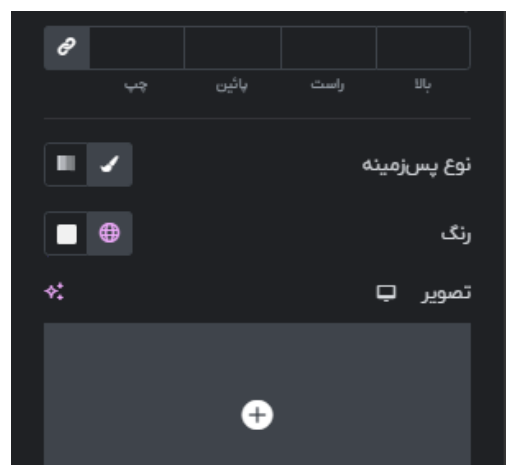 بالا راست پائین چپ
نوع پس‌زمینه
رنگ
تصویر